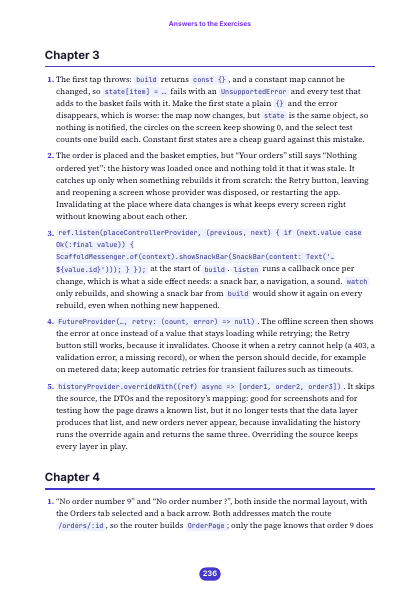 Answers to the Exercises
Chapter 3
1. The first tap throws: build returns const {}, and a constant map cannot be
changed, so state[item] = … fails with an UnsupportedError and every test that
adds to the basket fails with it. Make the first state a plain {} and the error
disappears, which is worse: the map now changes, but state is the same object, so
nothing is notified, the circles on the screen keep showing 0, and the select test
counts one build each. Constant first states are a cheap guard against this mistake.
2. The order is placed and the basket empties, but “Your orders” still says “Nothing
ordered yet”: the history was loaded once and nothing told it that it was stale. It
catches up only when something rebuilds it from scratch: the Retry button, leaving
and reopening a screen whose provider was disposed, or restarting the app.
Invalidating at the place where data changes is what keeps every screen right
without knowing about each other.
3. ref.listen(placeControllerProvider, (previous, next) { if (next.value case
Ok(:final value)) {
ScaffoldMessenger.of(context).showSnackBar(SnackBar(content: Text('…
${value.id}'))); } }); at the start of build. listen runs a callback once per
change, which is what a side effect needs: a snack bar, a navigation, a sound. watch
only rebuilds, and showing a snack bar from build would show it again on every
rebuild, even when nothing new happened.
4. FutureProvider(…, retry: (count, error) => null). The offline screen then shows
the error at once instead of a value that stays loading while retrying; the Retry
button still works, because it invalidates. Choose it when a retry cannot help (a 403, a
validation error, a missing record), or when the person should decide, for example
on metered data; keep automatic retries for transient failures such as timeouts.
5. historyProvider.overrideWith((ref) async => [order1, order2, order3]). It skips
the source, the DTOs and the repository’s mapping: good for screenshots and for
testing how the page draws a known list, but it no longer tests that the data layer
produces that list, and new orders never appear, because invalidating the history
runs the override again and returns the same three. Overriding the source keeps
every layer in play.
Chapter 4
1. “No order number 9” and “No order number ?”, both inside the normal layout, with
the Orders tab selected and a back arrow. Both addresses match the route
/orders/:id, so the router builds OrderPage; only the page knows that order 9 does
236